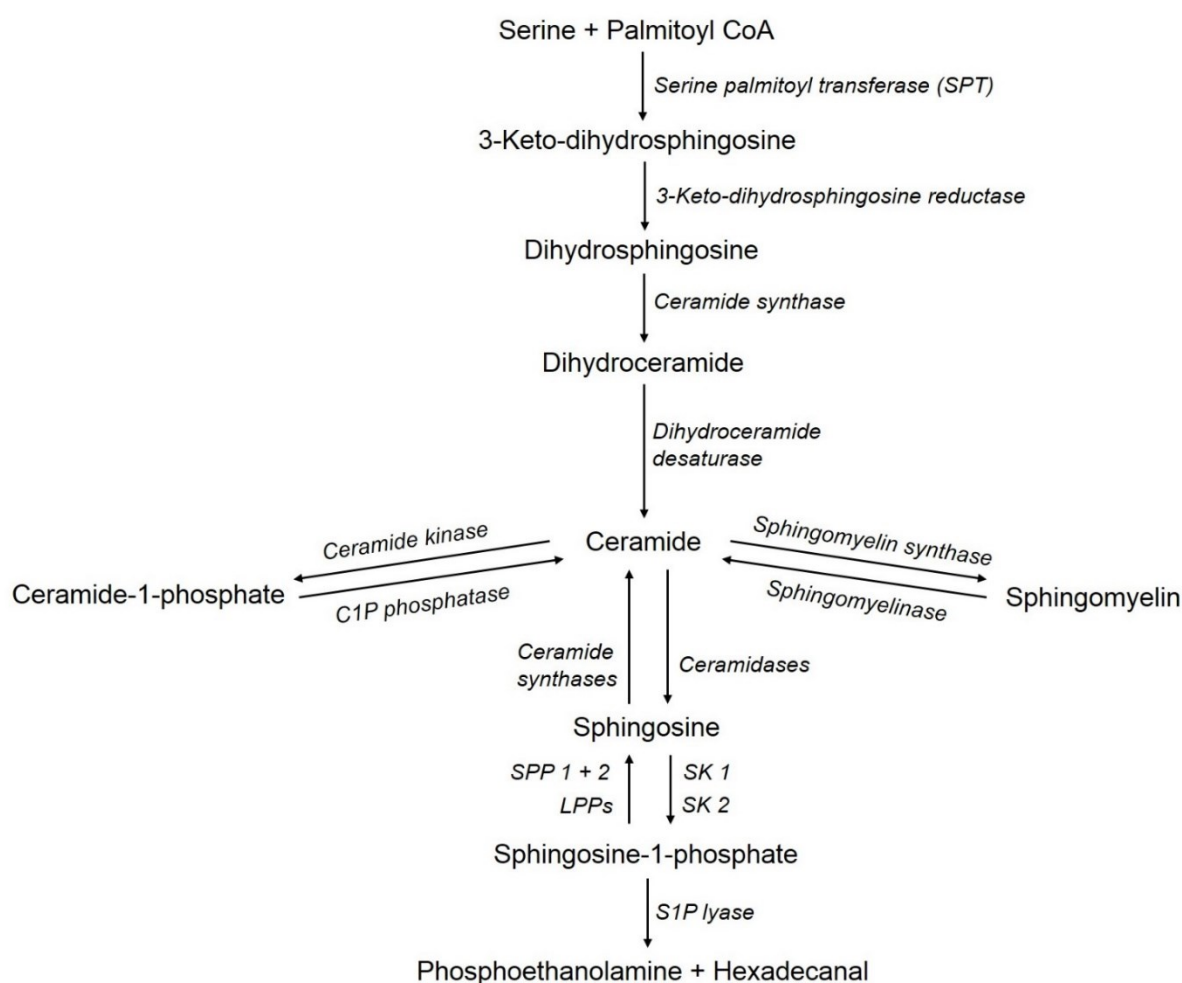 Serine + Palmitoyl CoA
Serine palmitoyl transferase (SPT)
3-Keto-dihydrosphingosine
3-Keto-dihydrosphingosine reductase
Dihydrosphingosine
Ceramide synthase
Dihydroceramide
Dihydroceramide
desaturase
Ceramide kinase
Ceramide
Sphingomyelin synthase
Ceramide-1-phosphate
C1P phosphatase
Sphingomyelinase
Sphingomyelin
Ceramide
synthases
Ceramidases
Sphingosine
SPP 1 + 2
LPPs
SK 1
SK 2
Sphingosine-1-phosphate
S1P lyase
Phosphoethanolamine + Hexadecanal